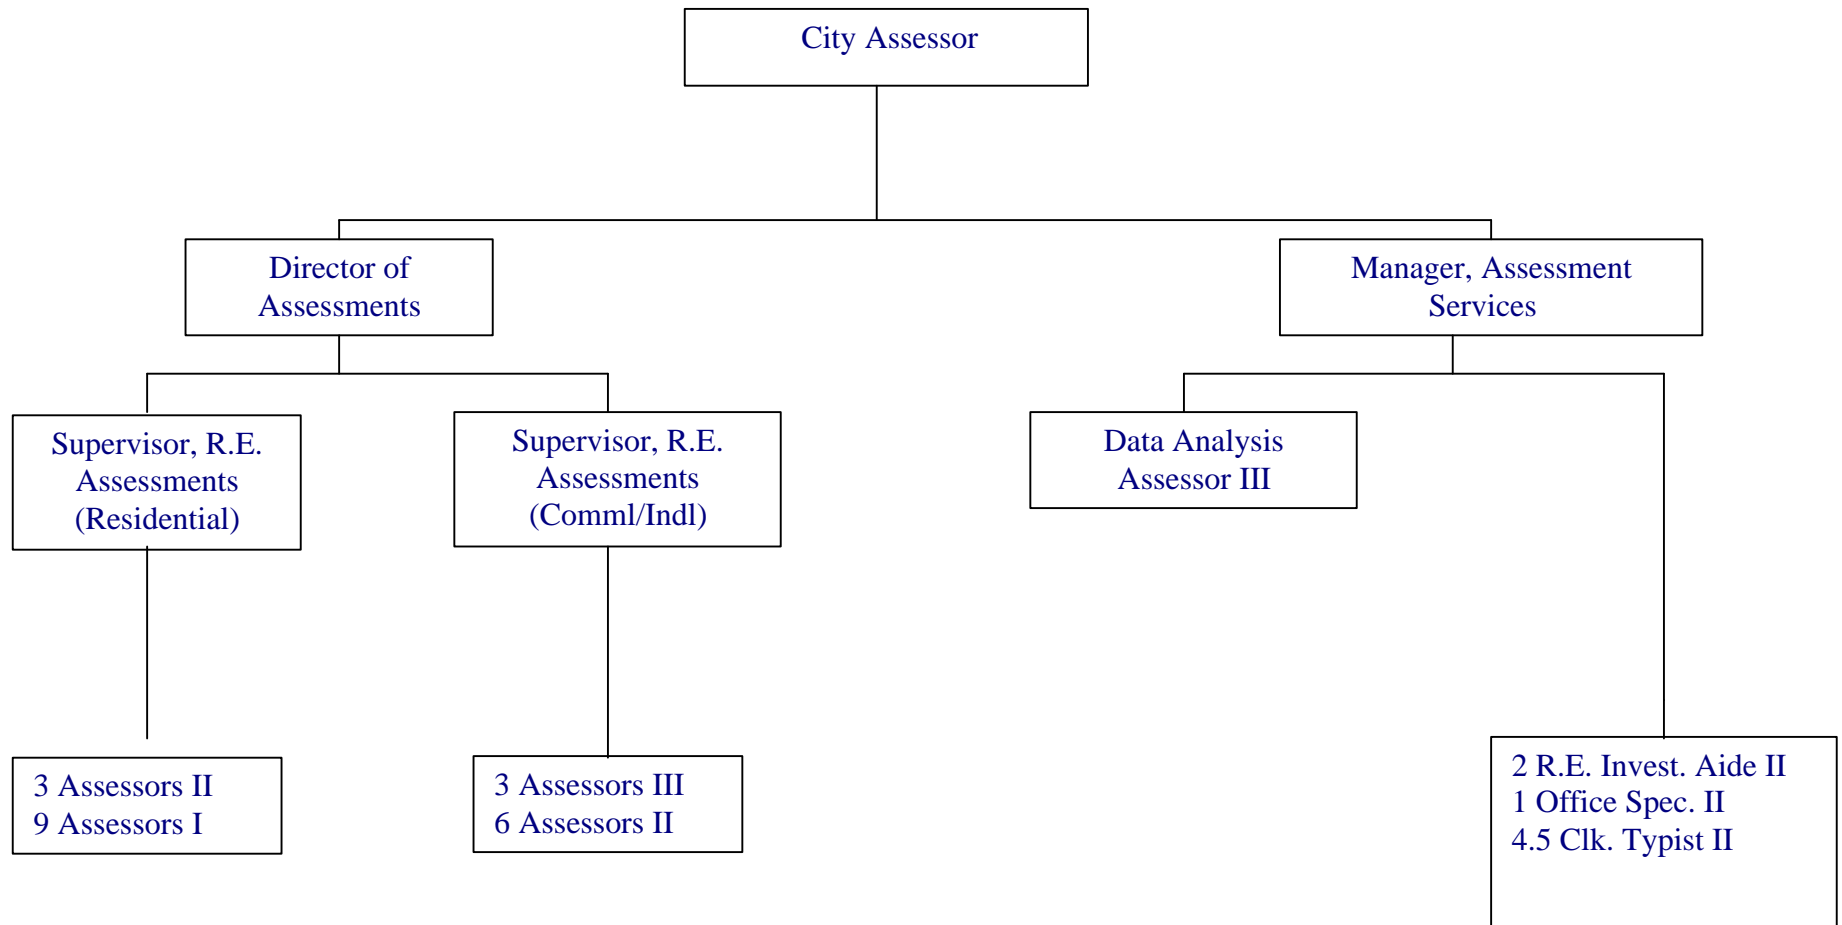 City Assessor
Director of
Assessments
Manager, Assessment
Services
Supervisor, R.E.
Assessments
(Residential)
Supervisor, R.E.
Assessments
(Comml/Indl)
Data Analysis
Assessor III
3 Assessors II
9 Assessors I
3 Assessors III
6 Assessors II
2 R.E. Invest. Aide II
1 Office Spec. II
4.5 Clk. Typist II